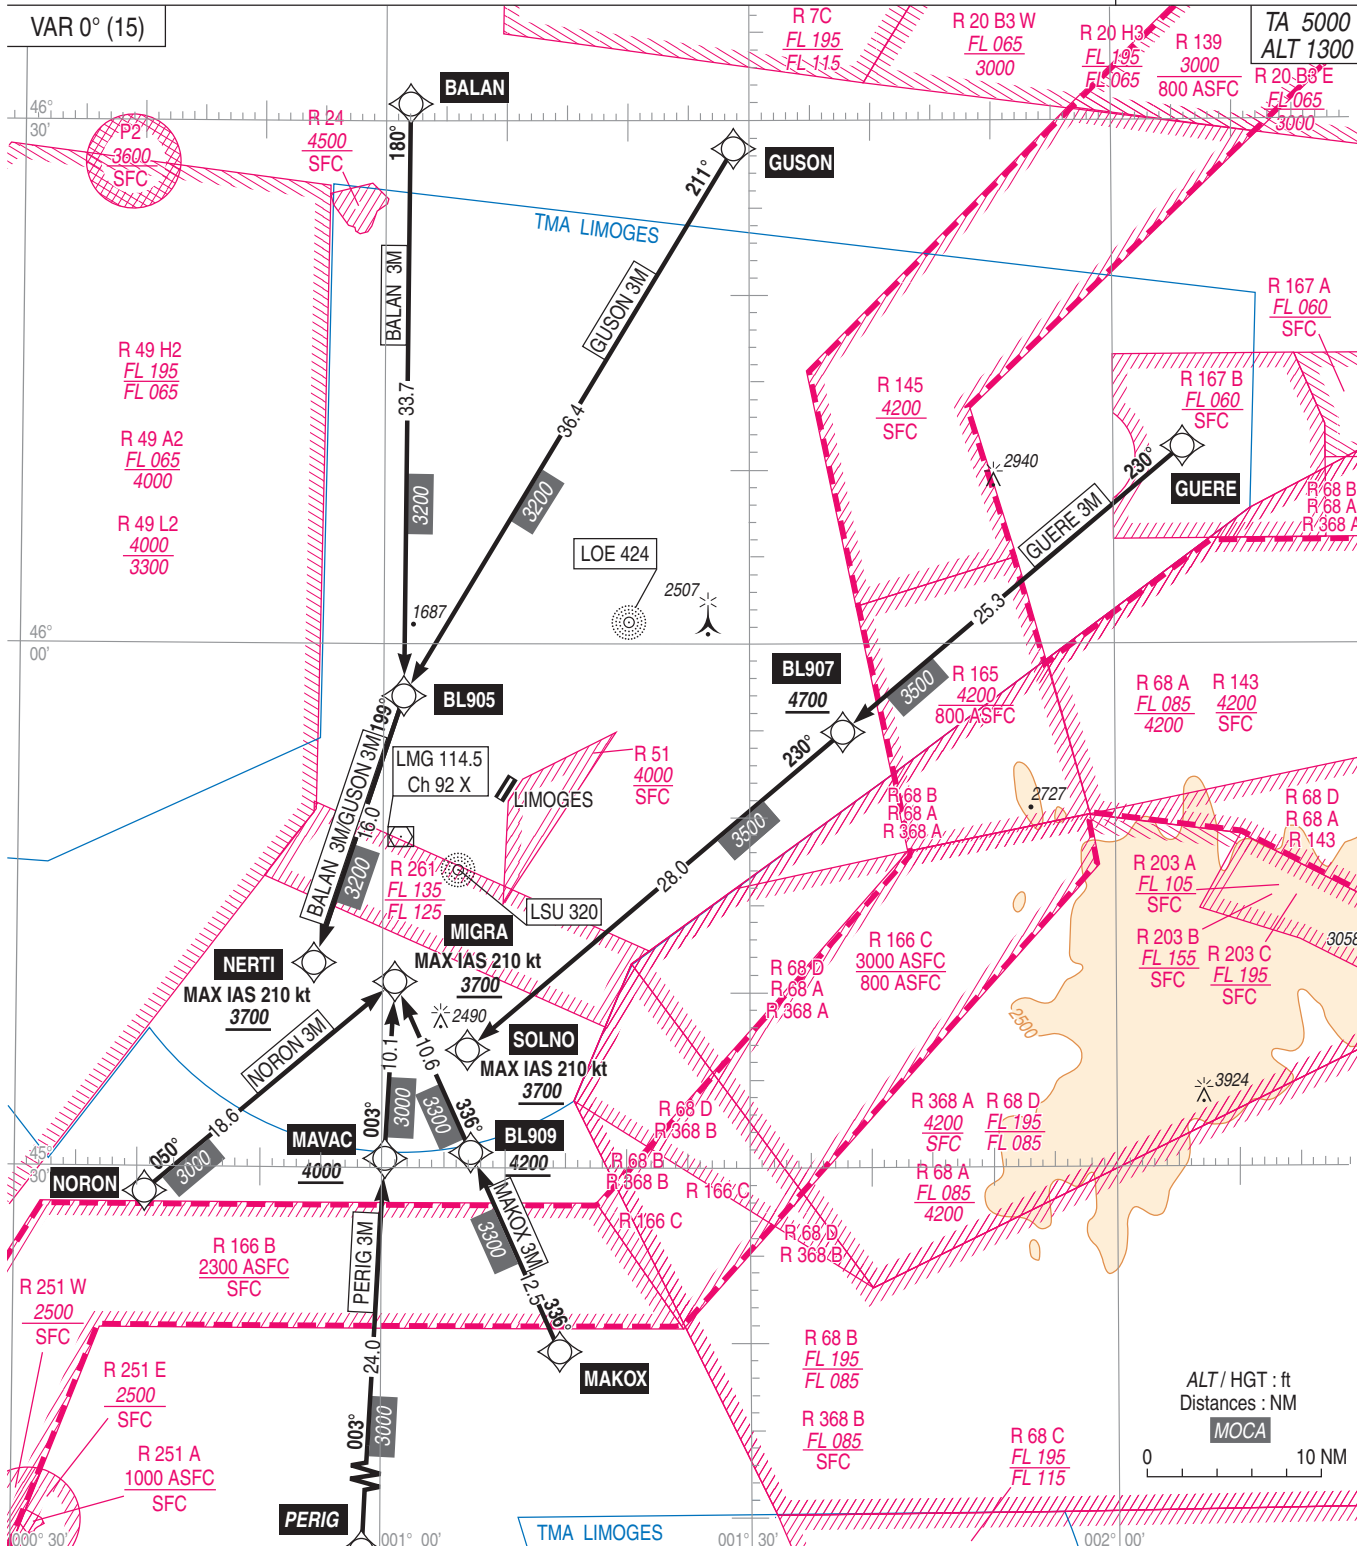 VAR 0° (15)
TA 5000
ALT 1300
R 7C
FL 195
FL 115
R 20 B3 W
FL 065
3000
R 20 H3
FL 195
FL 065
R 139
3000
800 ASFC
R 20 B3 E
FL 065
3000
BALAN
46°
30'
P2
3600
SFC
R 24
4500
SFC
180°
GUSON
211°
TMA LIMOGES
BALAN 3M
GUSON 3M
R 167 A
FL 060
SFC
R 49 H2
FL 195
FL 065
R 49 A2
FL 065
4000
R 49 L2
4000
3300
33.7
36.4
R 145
4200
SFC
R 167 B
FL 060
SFC
2940
230°
GUERE
3200
3200
GUERE 3M
R 68 B
R 68 A
R 368 A
LOE 424
2507
1687
25.3
46°
00'
BL905
BL907
4700
3500
R 165
4200
800 ASFC
R 68 A
FL 085
4200
R 143
4200
SFC
199°
BALAN 3M/GUSON 3M
LMG 114.5
Ch 92 X
LIMOGES
R 51
4000
SFC
230°
16.0
3200
3500
R 68 B
R 68 A
R 368 A
2727
R 68 D
R 68 A
R 143
R 261
FL 135
FL 125
28.0
R 203 A
FL 105
SFC
LSU 320
MIGRA
MAX IAS 210 kt
3700
R 166 C
3000 ASFC
800 ASFC
R 203 B
FL 155
SFC
R 203 C
FL 195
SFC
3058
NERTI
MAX IAS 210 kt
3700
R 68 D
R 68 A
R 368 A
2500
2490
SOLNO
MAX IAS 210 kt
3700
NORON 3M
10.1
10.6
3924
18.6
050°
3000
003°
3000
3300
336°
R 68 D
R 368 B
R 368 A
4200
SFC
R 68 D
FL 195
FL 085
MAVAC
4000
BL909
4200
45°
30'
NORON
R 68 B
R 368 B
R 166 C
R 68 A
FL 085
4200
R 166 C
MAKOX 3M
3300
PERIG 3M
R 68 D
R 368 B
R 166 B
2300 ASFC
SFC
R 251 W
2500
SFC
12.5
336°
24.0
R 68 B
FL 195
FL 085
R 251 E
2500
SFC
MAKOX
ALT / HGT : ft
Distances : NM
MOCA
003°
3000
R 368 B
FL 085
SFC
R 251 A
1000 ASFC
SFC
R 68 C
FL 195
FL 115
0
10 NM
PERIG
TMA LIMOGES
000° 30'
001° 00'
001° 30'
002° 00'